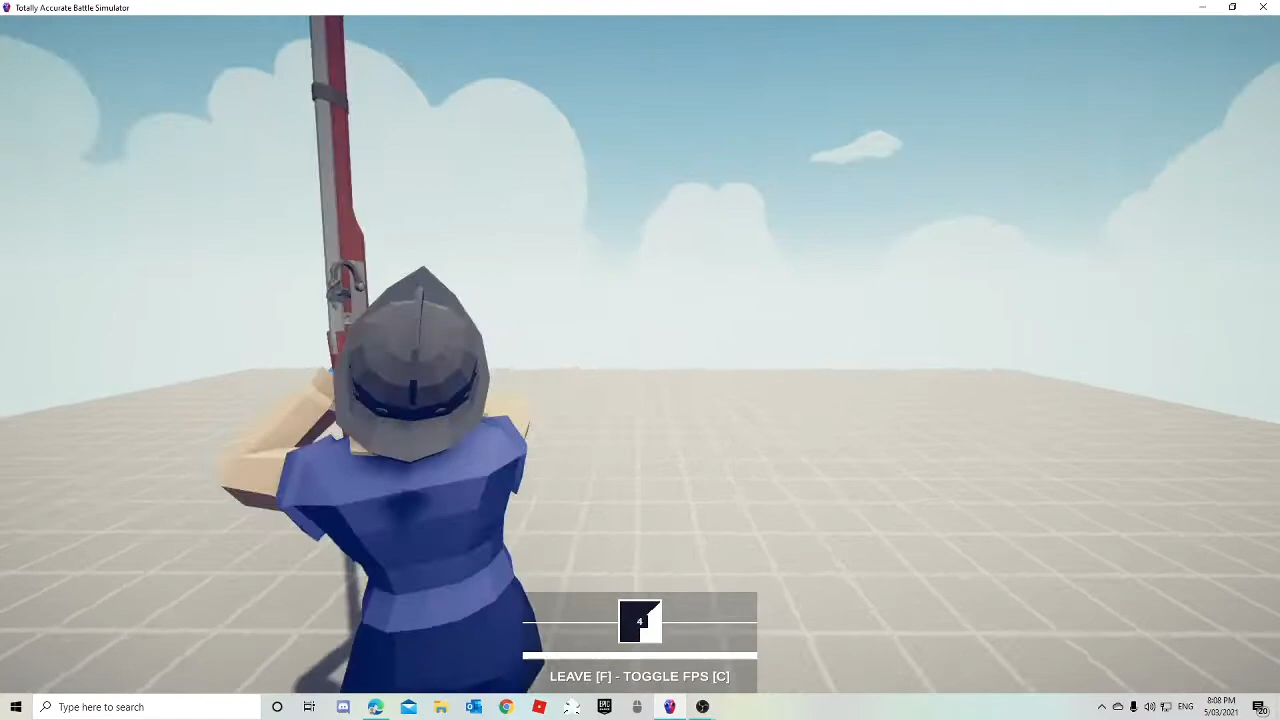 Totally Accurate Battle Simulator
4
LEAVE [F] - TOGGLE FPS [C]
Type here to search
EPIC
ENG
8:08 PM
5/03/2021
20